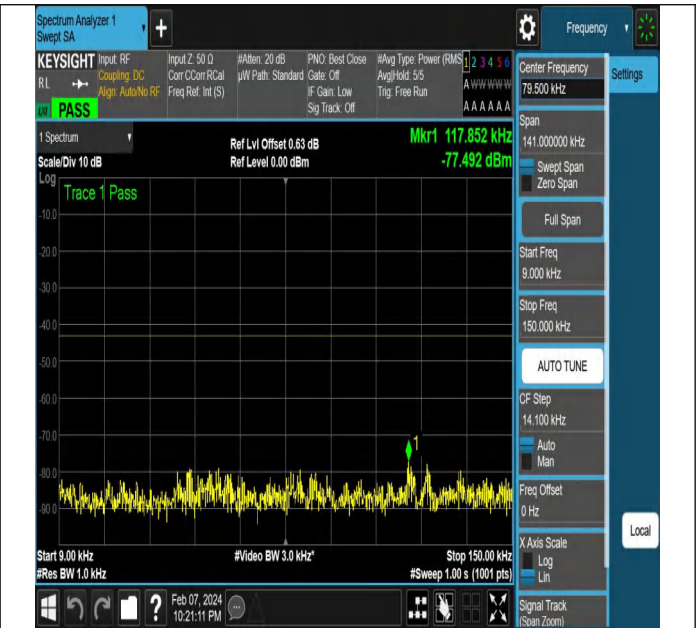 Spectrum Analyzer 1
Swept SA
Frequency
KEYSIGHT
RL
PASS
Input: RF
Coupling: DC
Align: Auto/No RF
Input Z: 50 Ω
Corr CCorr RCal
Freq Ref: Int (S)
#Atten: 20 dB
µW Path: Standard
PNO: Best Close
Gate: Off
IF Gain: Low
Sig Track: Off
#Avg Type: Power (RMS
Avg|Hold: 5/5
Trig: Free Run
1 2 3 4 5 6
A W W W W W
A A A A A A
1 Spectrum
Scale/Div 10 dB
Ref Lvl Offset 0.63 dB
Ref Level 0.00 dBm
Mkr1 117.852 kHz
-77.492 dBm
Log
Trace 1 Pass
-10.0
-20.0
-30.0
-40.0
-50.0
-60.0
-70.0
-80.0
-90.0
1
Start 9.00 kHz
#Res BW 1.0 kHz
#Video BW 3.0 kHz*
Stop 150.00 kHz
#Sweep 1.00 s (1001 pts)
Feb 07, 2024
10:21:11 PM
Center Frequency
79.500 kHz
Settings
Span
141.000000 kHz
Swept Span
Zero Span
Full Span
Start Freq
9.000 kHz
Stop Freq
150.000 kHz
AUTO TUNE
CF Step
14.100 kHz
Auto
Man
Freq Offset
0 Hz
Local
X Axis Scale
Log
Lin
Signal Track
(Span Zoom)